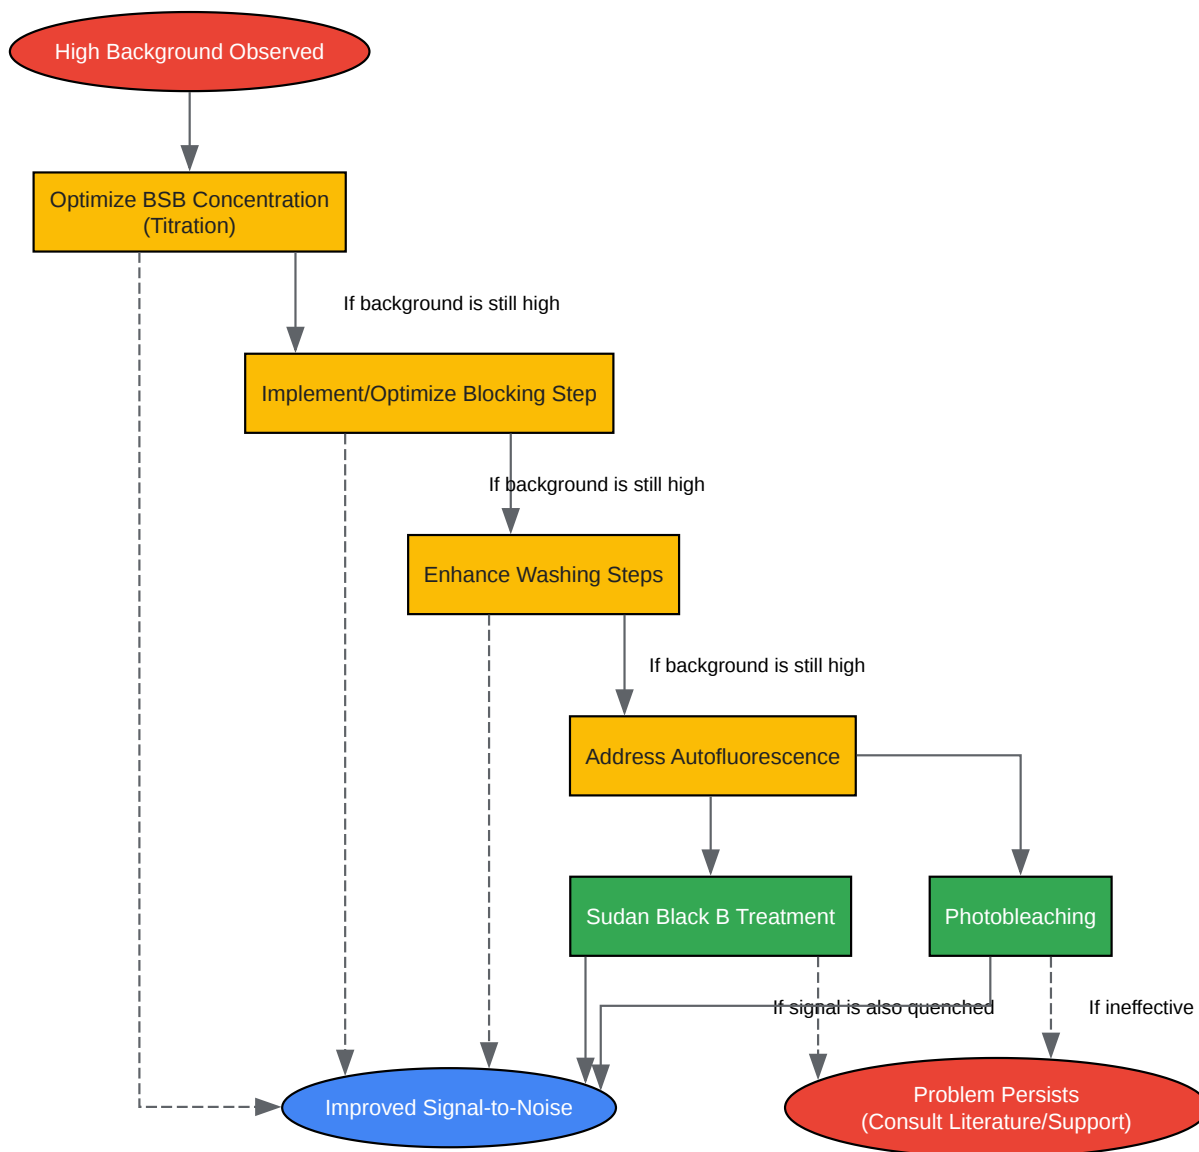 High Background Observed
Optimize BSB Concentration
(Titration)
If background is still high
Implement/Optimize Blocking Step
If background is still high
Enhance Washing Steps
If background is still high
Address Autofluorescence
Sudan Black B Treatment
Photobleaching
If signal is also quenched
If ineffective
Improved Signal-to-Noise
Problem Persists
(Consult Literature/Support)